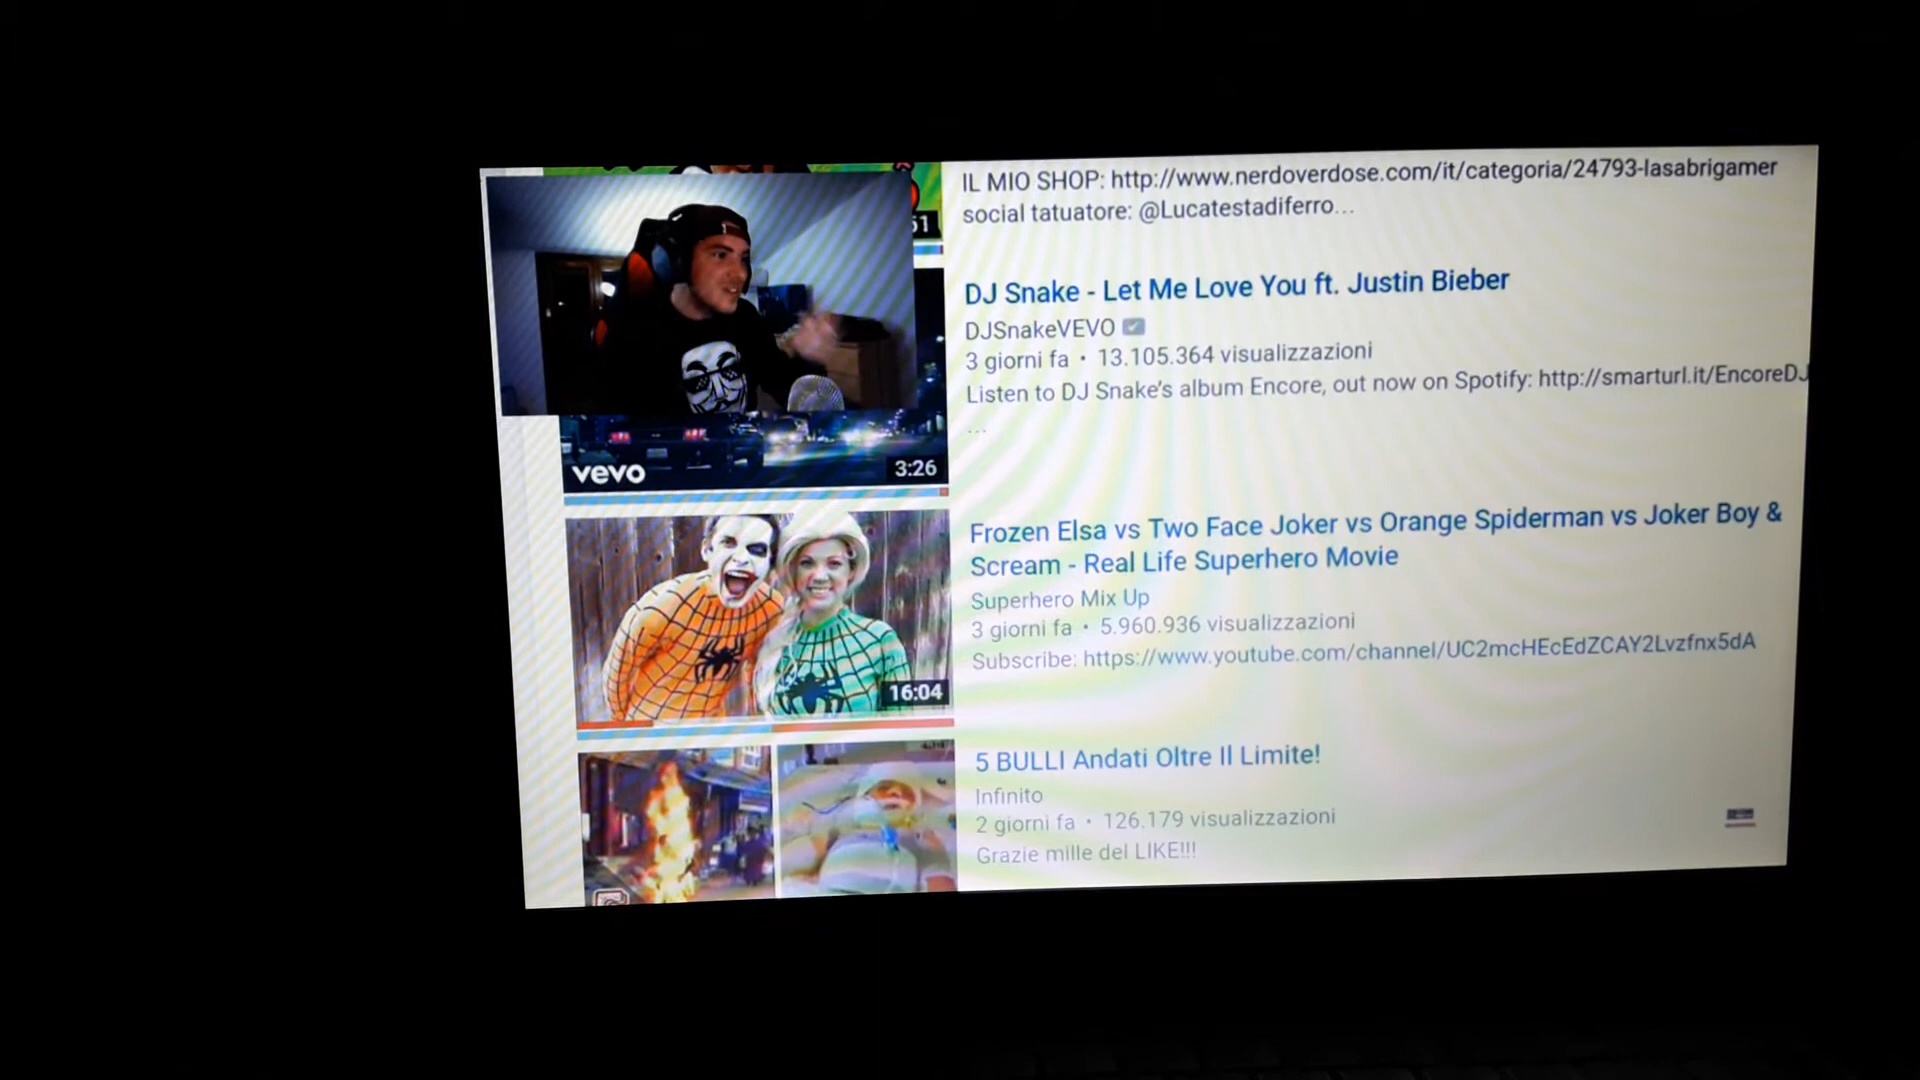 IL MIO SHOP: http://www.nerdoverdose.com/it/categoria/24793-lasabrigamer
social tatuatore: @Lucatestadiferro...
51
DJ Snake - Let Me Love You ft. Justin Bieber
DJSnakeVEVO
3 giorni fa • 13.105.364 visualizzazioni
Listen to DJ Snake's album Encore, out now on Spotify: http://smarturl.it/EncoreDJ
...
vevo
3:26
Frozen Elsa vs Two Face Joker vs Orange Spiderman vs Joker Boy &
Scream - Real Life Superhero Movie
Superhero Mix Up
3 giorni fa • 5.960.936 visualizzazioni
Subscribe: https://www.youtube.com/channel/UC2mcHEcEdZCAY2Lvzfnx5dA
16:04
5 BULLI Andati Oltre Il Limite!
Infinito
2 giorni fa • 126.179 visualizzazioni
Grazie mille del LIKE!!!